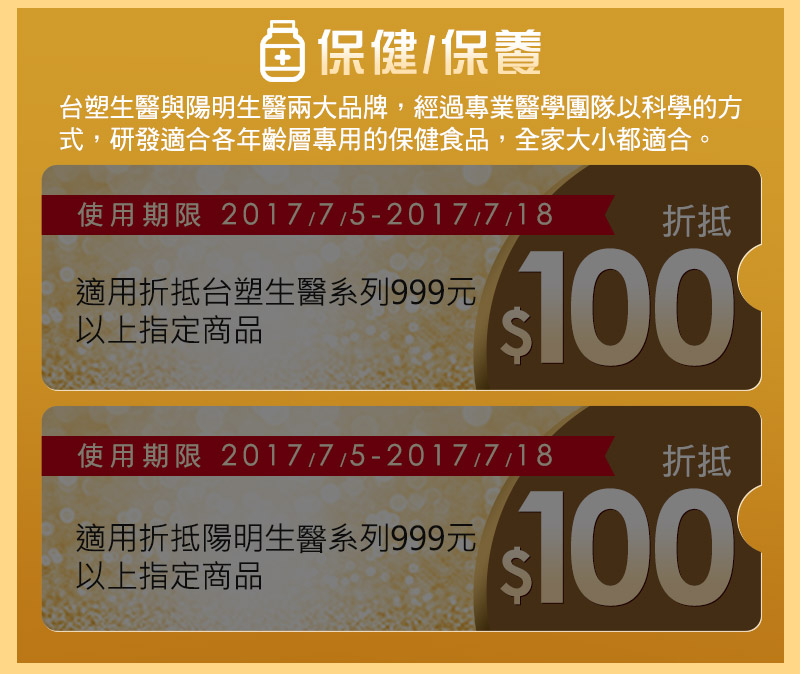 保健/保養
台塑生醫與陽明生醫兩大品牌，經過專業醫學團隊以科學的方
式，研發適合各年齡層專用的保健食品，全家大小都適合。
使用期限 2017/7/5-2017/7/18
折抵
適用折抵台塑生醫系列999元
以上指定商品
$100
使用期限 2017/7/5-2017/7/18
折抵
適用折抵陽明生醫系列999元
以上指定商品
$100